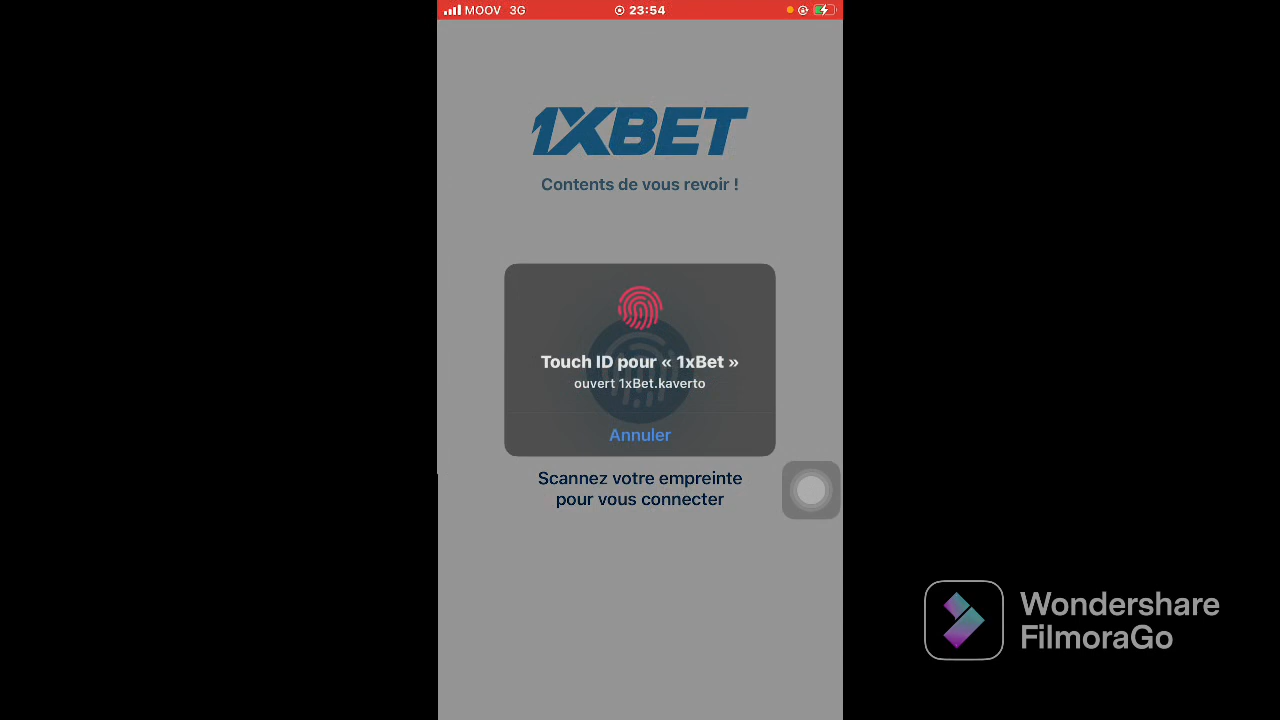 MOOV 3G 23:54
1XBET
Contents de vous revoir !
Touch ID pour « 1xBet »
ouvert 1xBet.kaverto
Annuler
Scannez votre empreinte
pour vous connecter
Wondershare
FilmoraGo